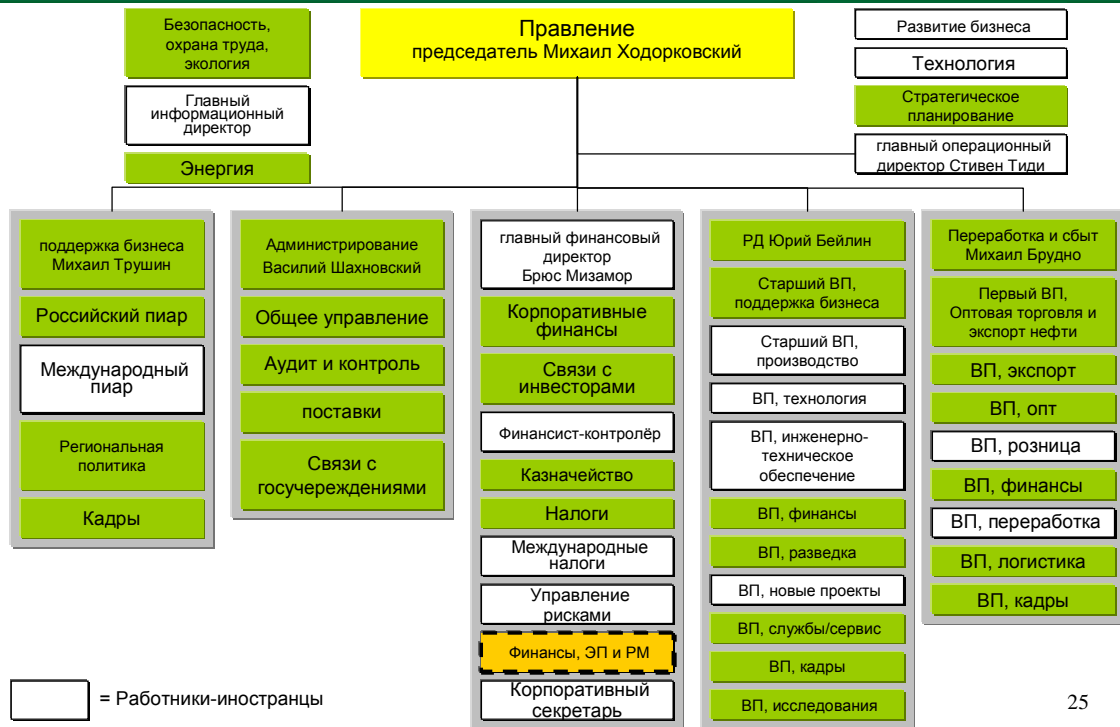 Безопасность,
охрана труда,
экология
Главный
информационный
директор
Энергия
Правление
председатель Михаил Ходорковский
Развитие бизнеса
Технология
Стратегическое
планирование
главный операционный
директор Стивен Тиди
поддержка бизнеса
Михаил Трушин
Российский пиар
Международный
пиар
Региональная
политика
Кадры
Администрирование
Василий Шахновский
Общее управление
Аудит и контроль
поставки
Связи с
госучереждениями
главный финансовый
директор
Брюс Мизамор
Корпоративные
финансы
Связи с
инвесторами
Финансист-контролёр
Казначейство
Налоги
Международные
налоги
Управление
рисками
Финансы, ЭП и РМ
Корпоративный
секретарь
РД Юрий Бейлин
Старший ВП,
поддержка бизнеса
Старший ВП,
производство
ВП, технология
ВП, инженерно-
техническое
обеспечение
ВП, финансы
ВП, разведка
ВП, новые проекты
ВП, службы/сервис
ВП, кадры
ВП, исследования
Переработка и сбыт
Михаил Брудно
Первый ВП,
Оптовая торговля и
экспорт нефти
ВП, экспорт
ВП, опт
ВП, розница
ВП, финансы
ВП, переработка
ВП, логистика
ВП, кадры
= Работники-иностранцы
25